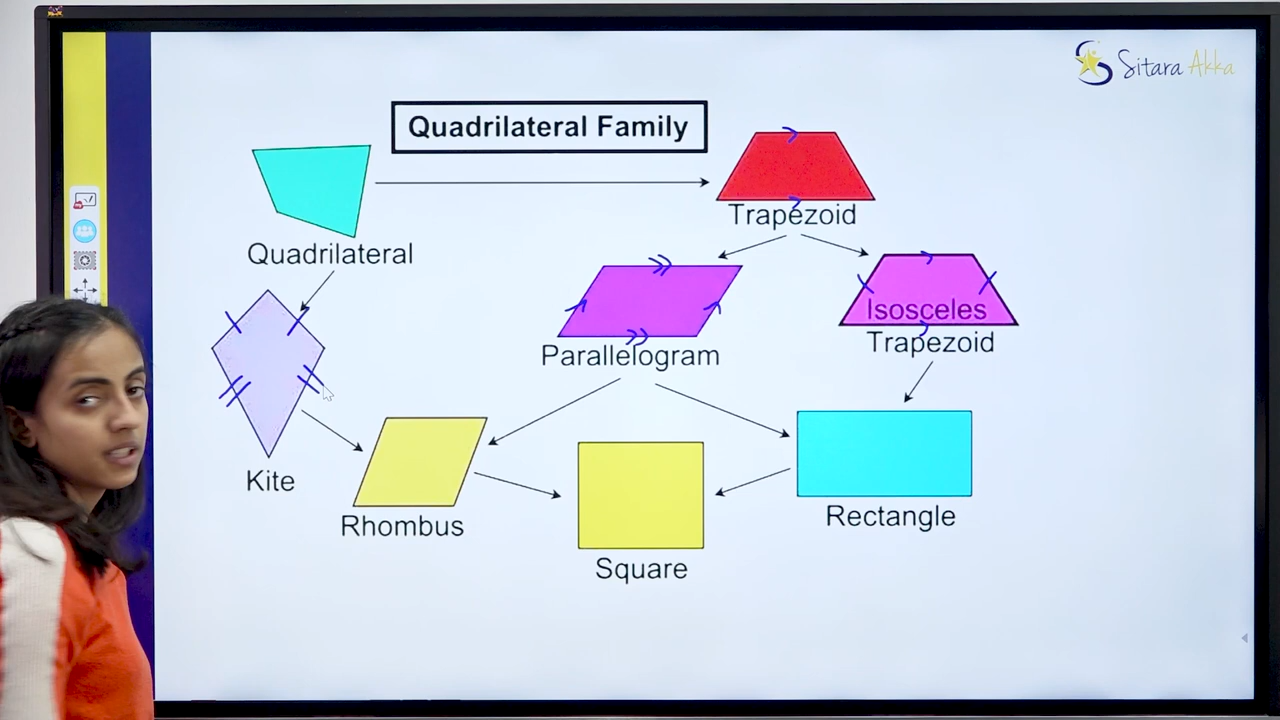 Sitara Akka
Quadrilateral Family
Trapezoid
Quadrilateral
Isosceles
Trapezoid
Parallelogram
Kite
Rhombus
Rectangle
Square